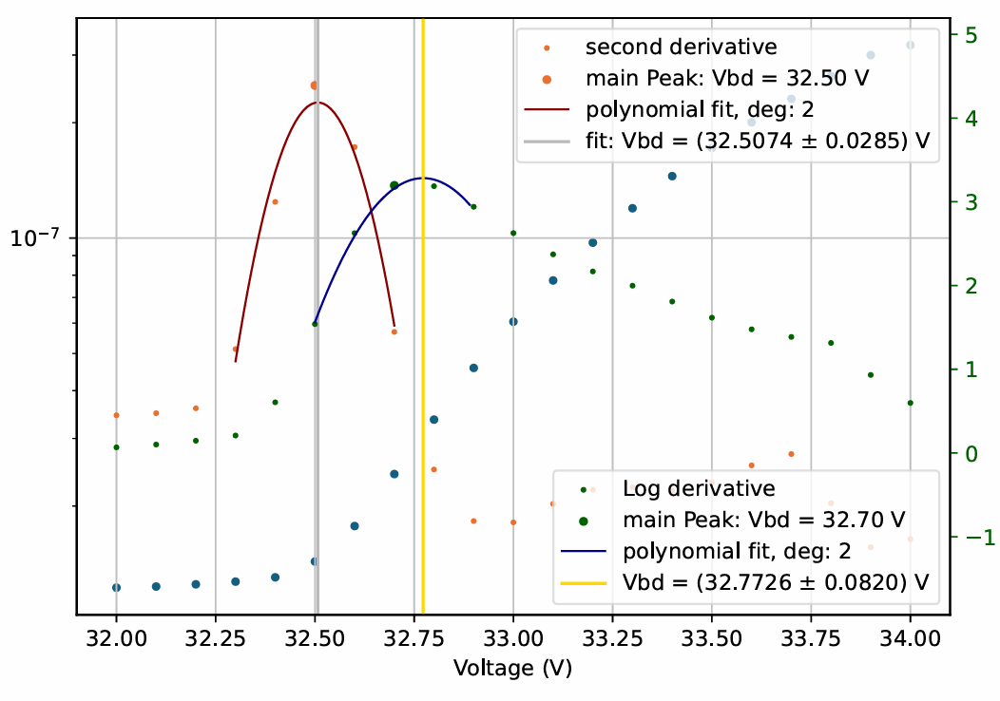 second derivative
main Peak: Vbd = 32.50 V
polynomial fit, deg: 2
fit: Vbd = (32.5074 ± 0.0285) V
5
4
3
2
1
0
−1
10⁻⁷
Log derivative
main Peak: Vbd = 32.70 V
polynomial fit, deg: 2
Vbd = (32.7726 ± 0.0820) V
32.00 32.25 32.50 32.75 33.00 33.25 33.50 33.75 34.00
Voltage (V)